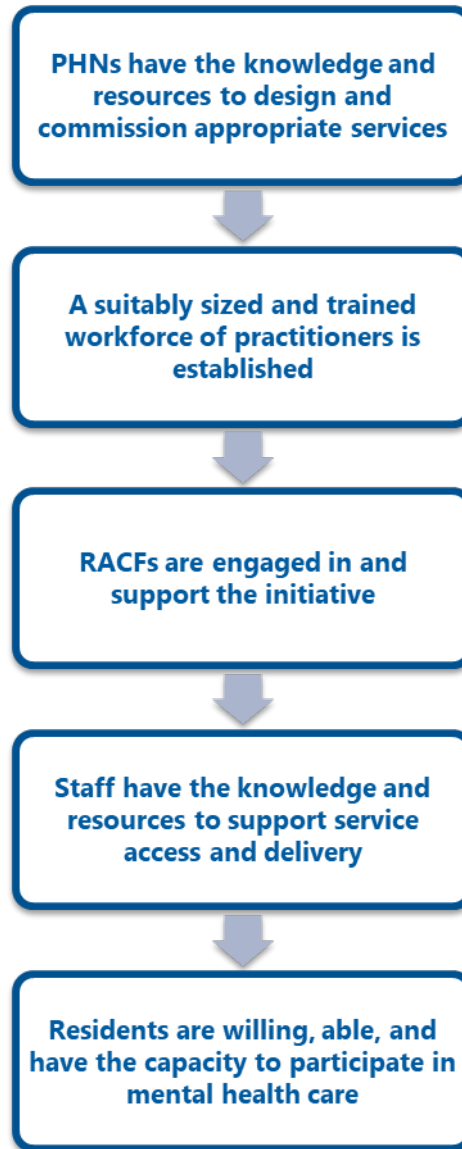 PHNs have the knowledge and
resources to design and
commission appropriate services
A suitably sized and trained
workforce of practitioners is
established
RACFs are engaged in and
support the initiative
Staff have the knowledge and
resources to support service
access and delivery
Residents are willing, able, and
have the capacity to participate in
mental health care